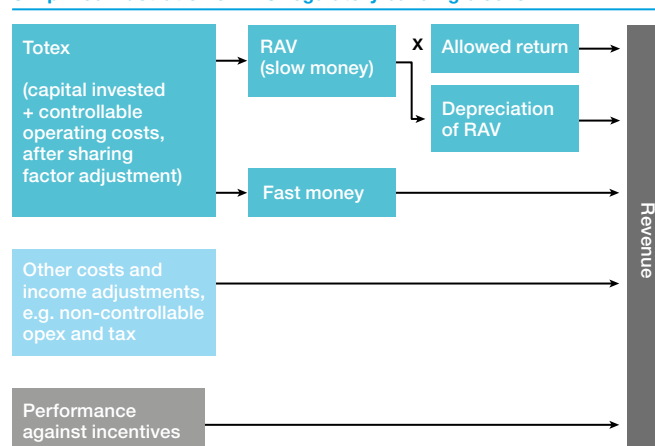 Totex
(capital invested
+ controllable
operating costs,
after sharing
factor adjustment)
RAV
(slow money)
x
Allowed return
Depreciation
of RAV
Fast money
Other costs and
income adjustments,
e.g. non-controllable
opex and tax
Performance
against incentives
Revenue